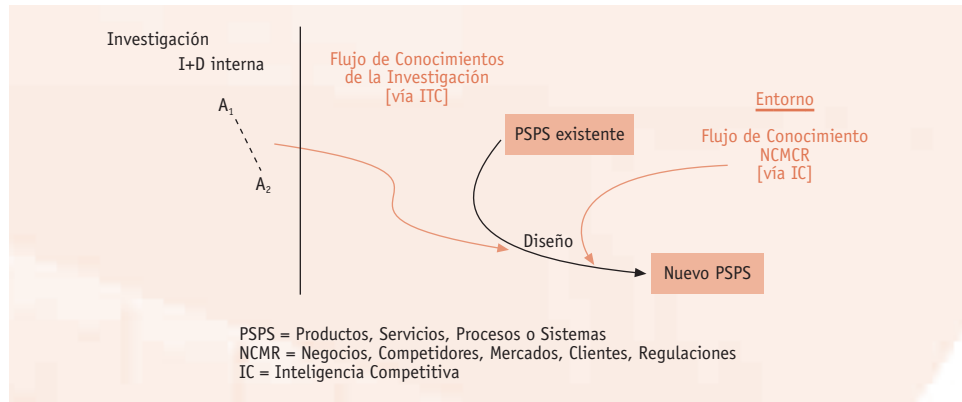 Investigación
I+D interna
A1
A2
Flujo de Conocimientos
de la Investigación
[vía ITC]
PSPS existente
Entorno
Flujo de Conocimiento
NCMCR
[vía IC]
Diseño
Nuevo PSPS
PSPS = Productos, Servicios, Procesos o Sistemas
NCMR = Negocios, Competidores, Mercados, Clientes, Regulaciones
IC = Inteligencia Competitiva